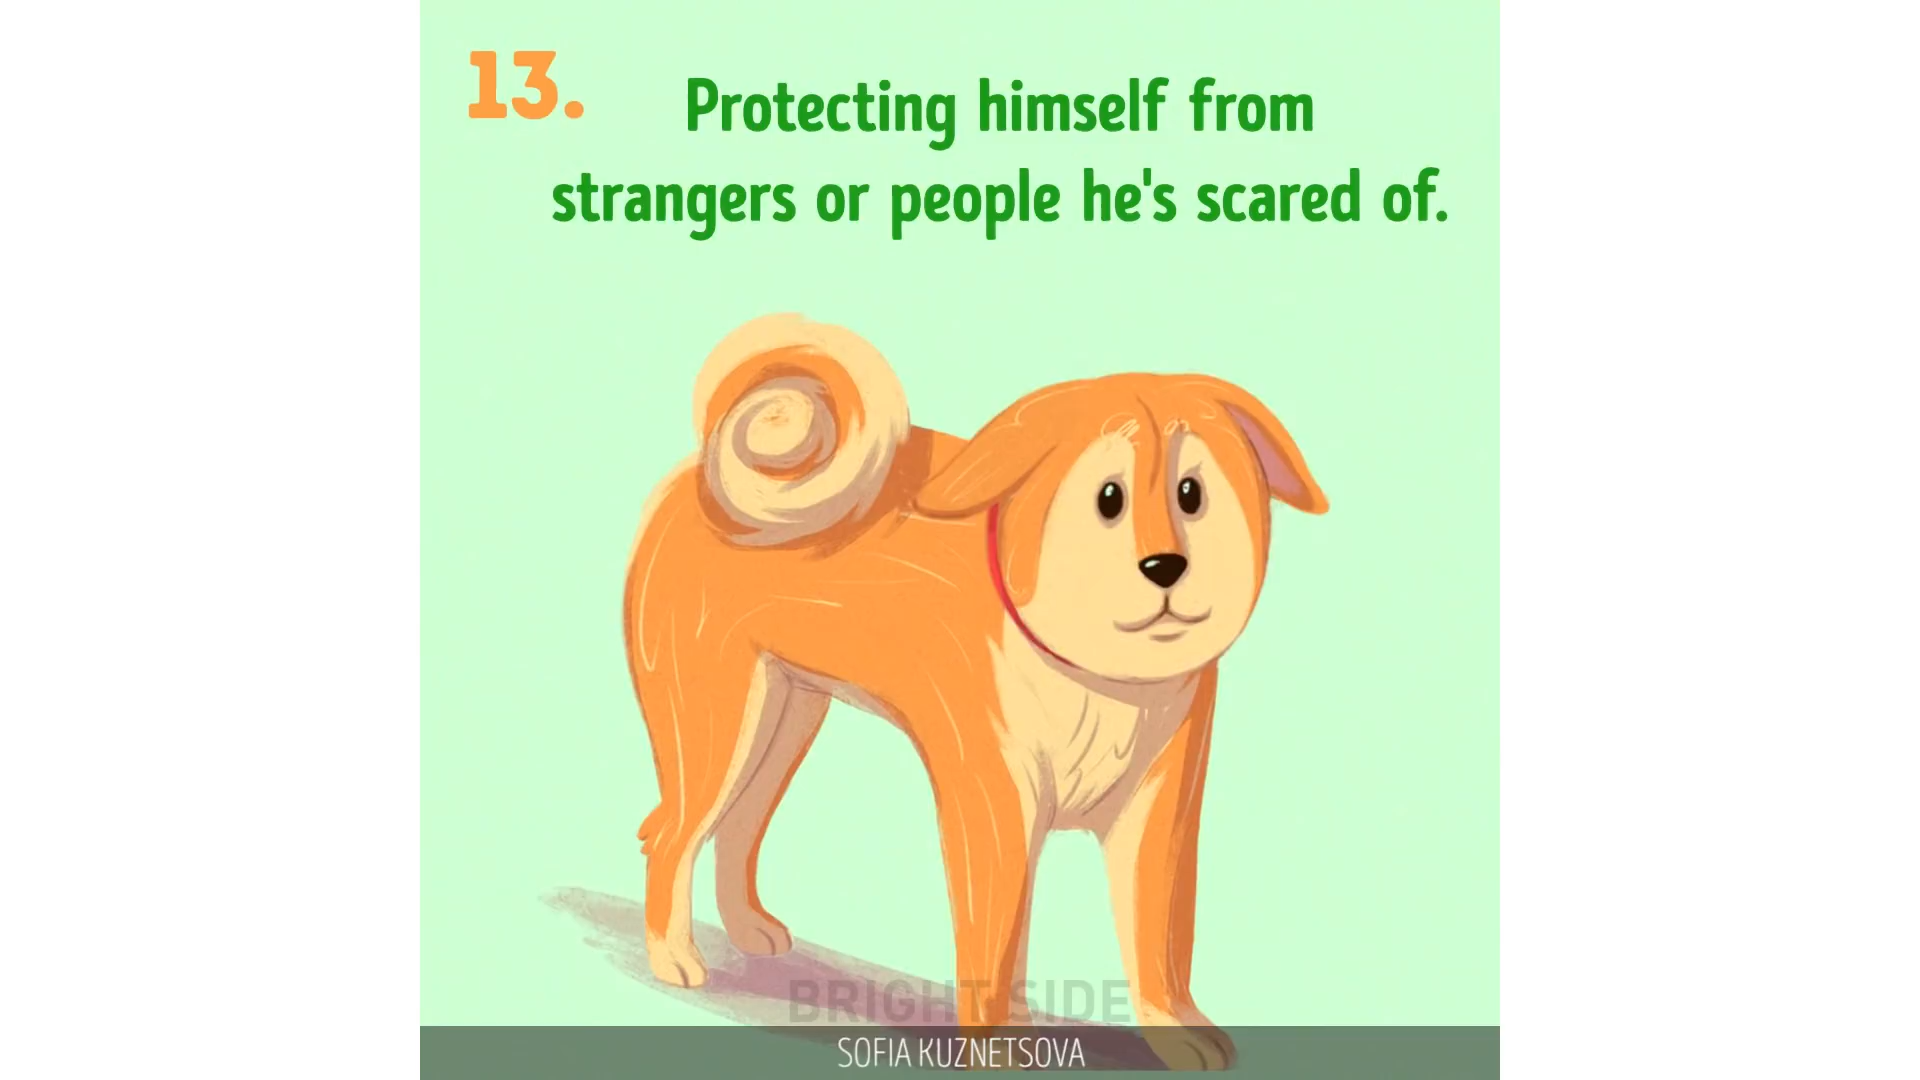 13.
Protecting himself from
strangers or people he's scared of.
BRIGHT SIDE
SOFIA KUZNETSOVA